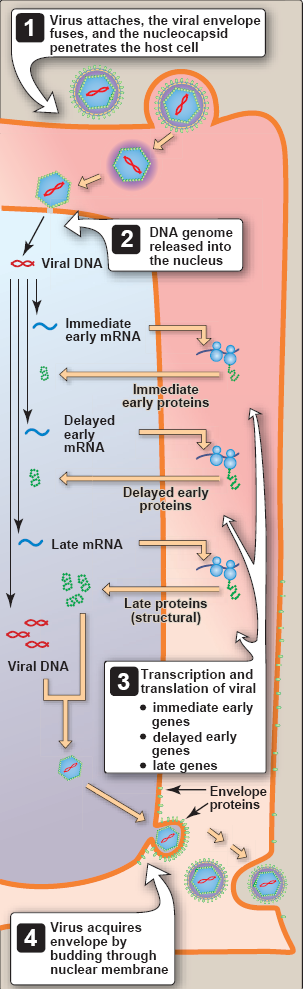 1 Virus attaches, the viral envelope
fuses, and the nucleocapsid
penetrates the host cell
2 DNA genome
released into
the nucleus
Viral DNA
Immediate
early mRNA
Immediate
early proteins
Delayed
early
mRNA
Delayed early
proteins
Late mRNA
Late proteins
(structural)
Viral DNA
3 Transcription and
translation of viral
• immediate early
genes
• delayed early
genes
• late genes
Envelope
proteins
4 Virus acquires
envelope by
budding through
nuclear membrane